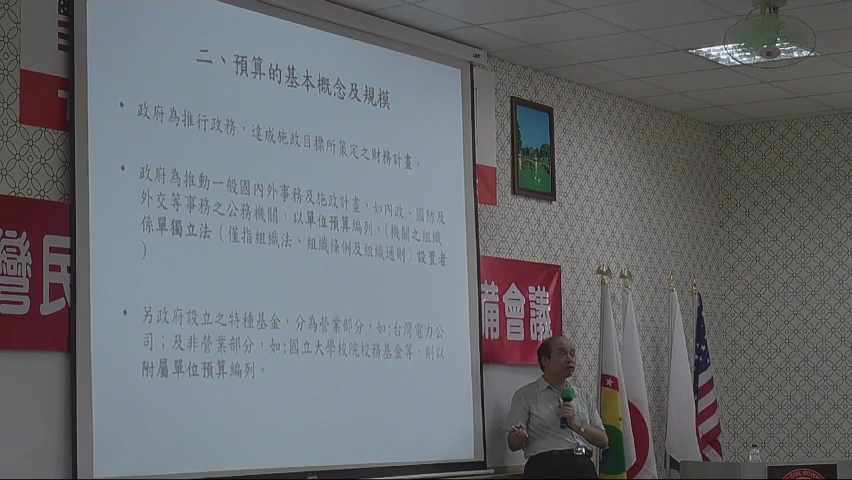 二、預算的基本概念及規模
• 政府為推行政務，達成施政目標所策定之財務計畫。
• 政府為推動一般國內外事務及施政計畫，如內政、國防及
外交等事務之公務機關，以單位預算編列。(機關之組織
係單獨立法（僅指組織法、組織條例及組織通則）設置者
)
• 另政府設立之特種基金，分為營業部分，如:台灣電力公
司；及非營業部分，如:國立大學校院校務基金等，則以
附屬單位預算編列。
灣民
備會議